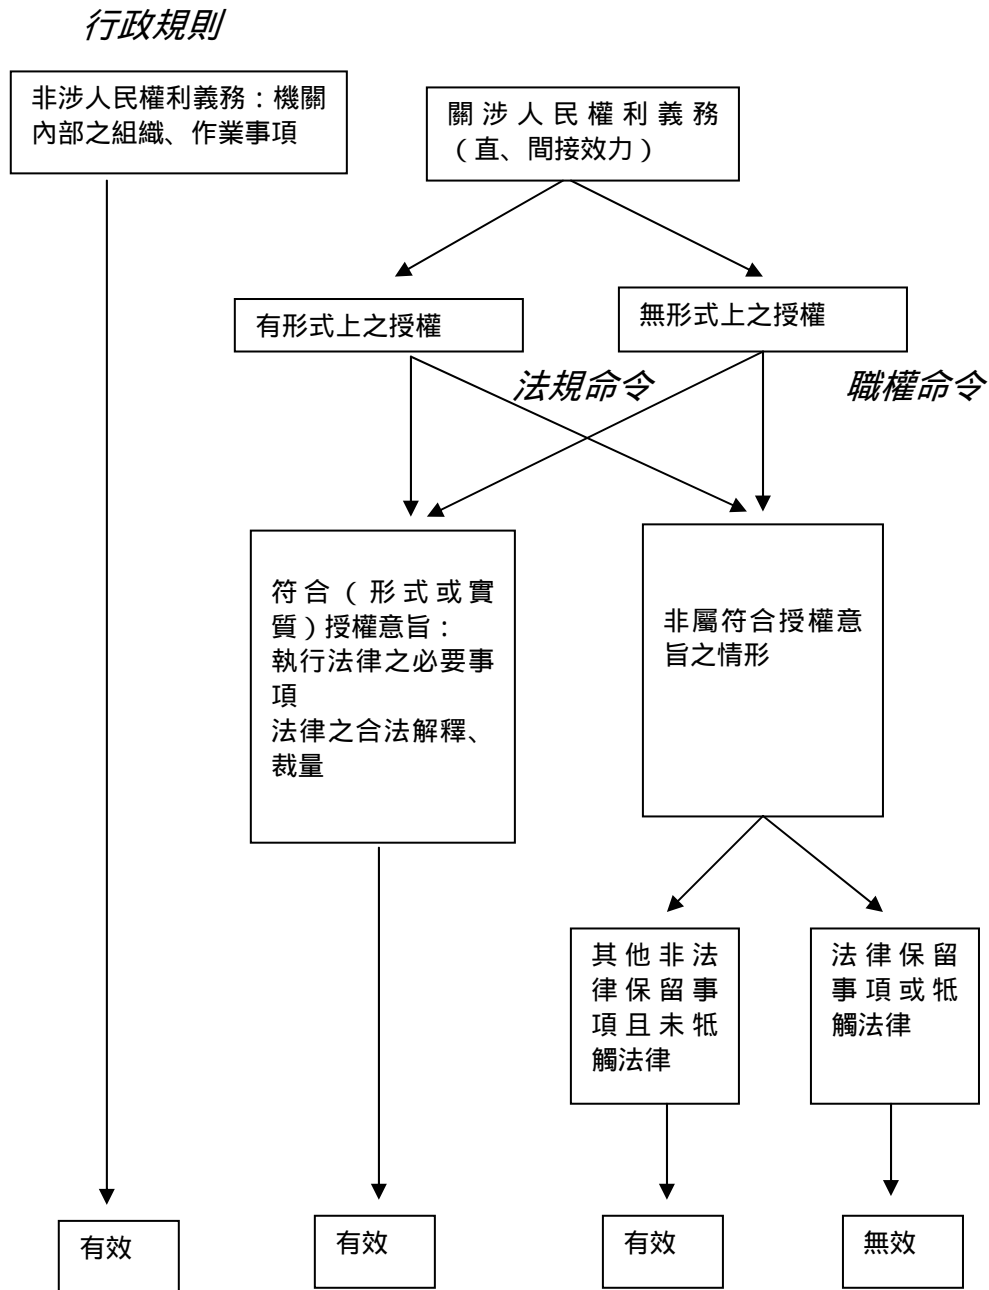 行政規則
非涉人民權利義務：機關
內部之組織、作業事項
關涉人民權利義務
（直、間接效力）
有形式上之授權
無形式上之授權
法規命令
職權命令
符合（形式或實
質）授權意旨：
執行法律之必要事
項
法律之合法解釋、
裁量
非屬符合授權意
旨之情形
其他非法
律保留事
項且未牴
觸法律
法律保留
事項或牴
觸法律
有效
有效
有效
無效